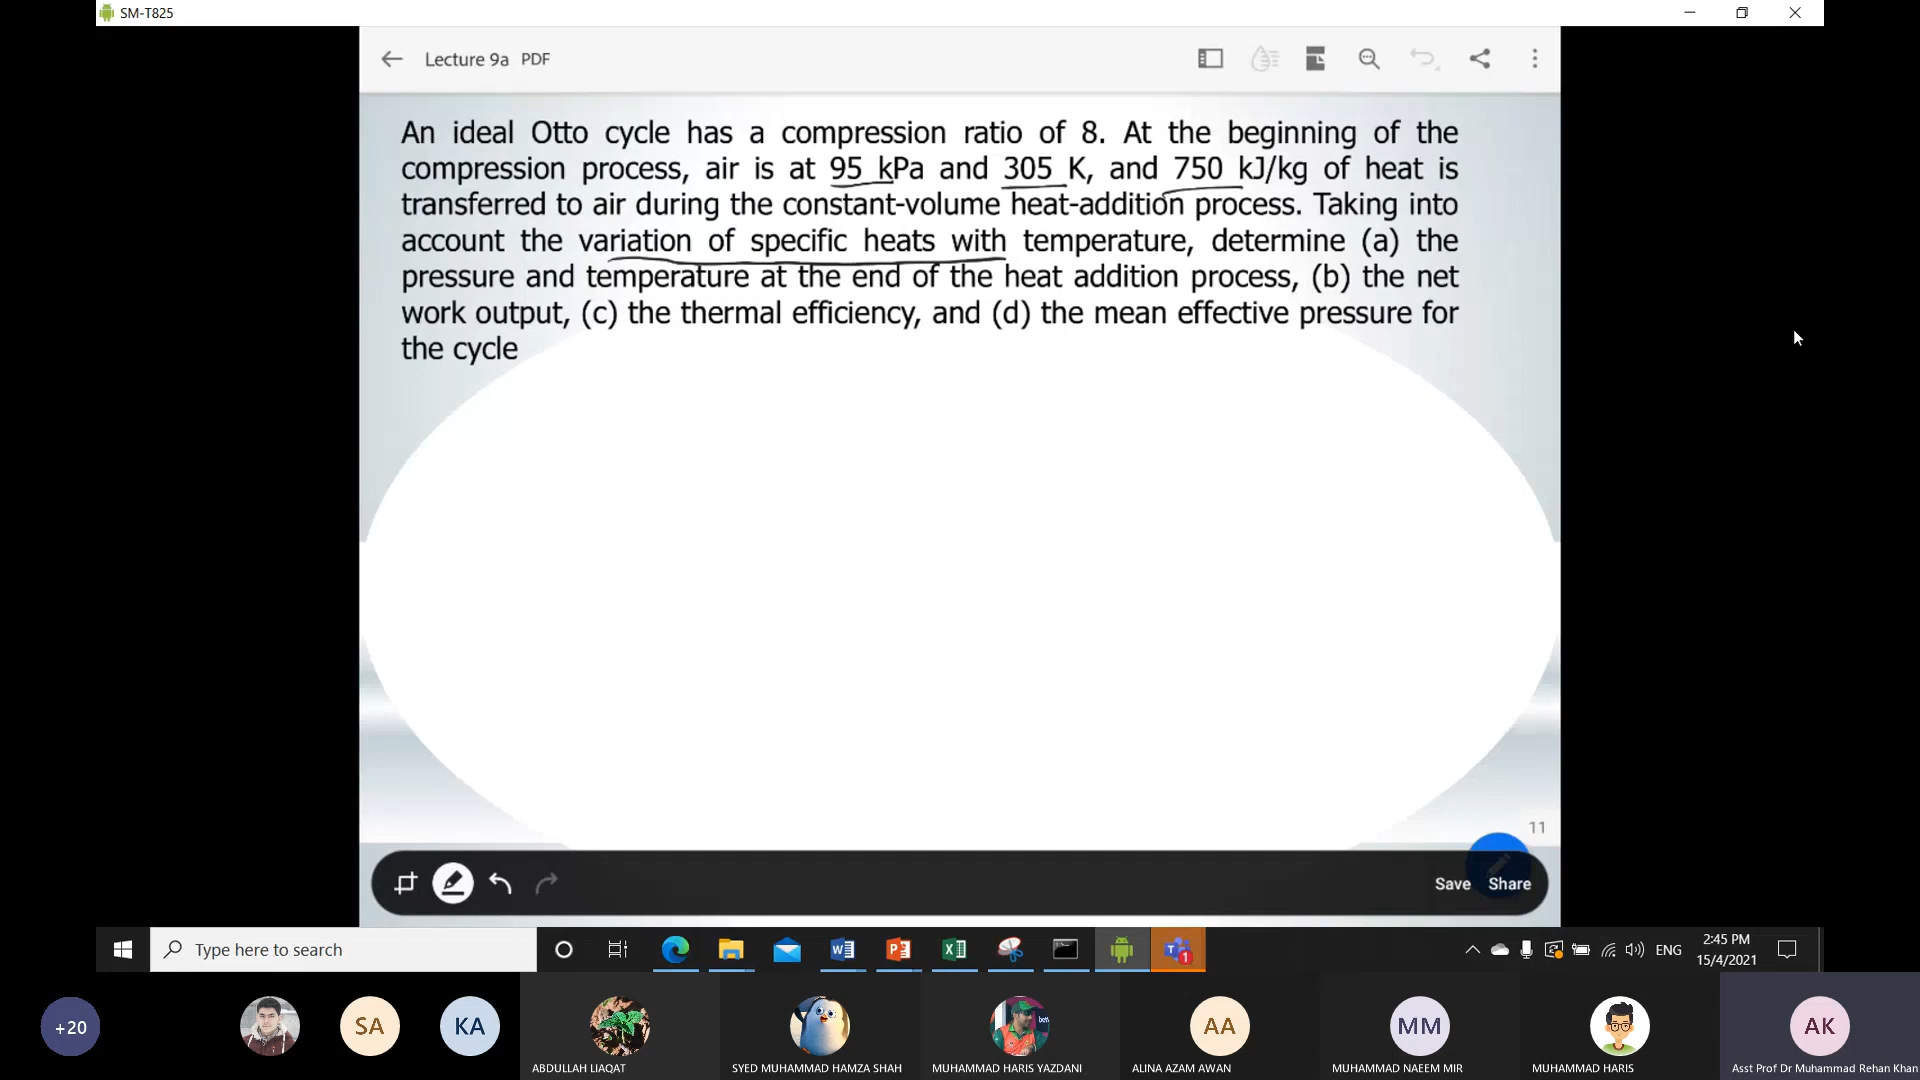 SM-T825
Lecture 9a PDF
An ideal Otto cycle has a compression ratio of 8. At the beginning of the
compression process, air is at 95 kPa and 305 K, and 750 kJ/kg of heat is
transferred to air during the constant-volume heat-addition process. Taking into
account the variation of specific heats with temperature, determine (a) the
pressure and temperature at the end of the heat addition process, (b) the net
work output, (c) the thermal efficiency, and (d) the mean effective pressure for
the cycle
11
Save Share
Type here to search
ENG
2:45 PM
15/4/2021
+20
SA
KA
AA
MM
AK
ABDULLAH LIAQAT
SYED MUHAMMAD HAMZA SHAH
MUHAMMAD HARIS YAZDANI
ALINA AZAM AWAN
MUHAMMAD NAEEM MIR
MUHAMMAD HARIS
Asst Prof Dr Muhammad Rehan Khan